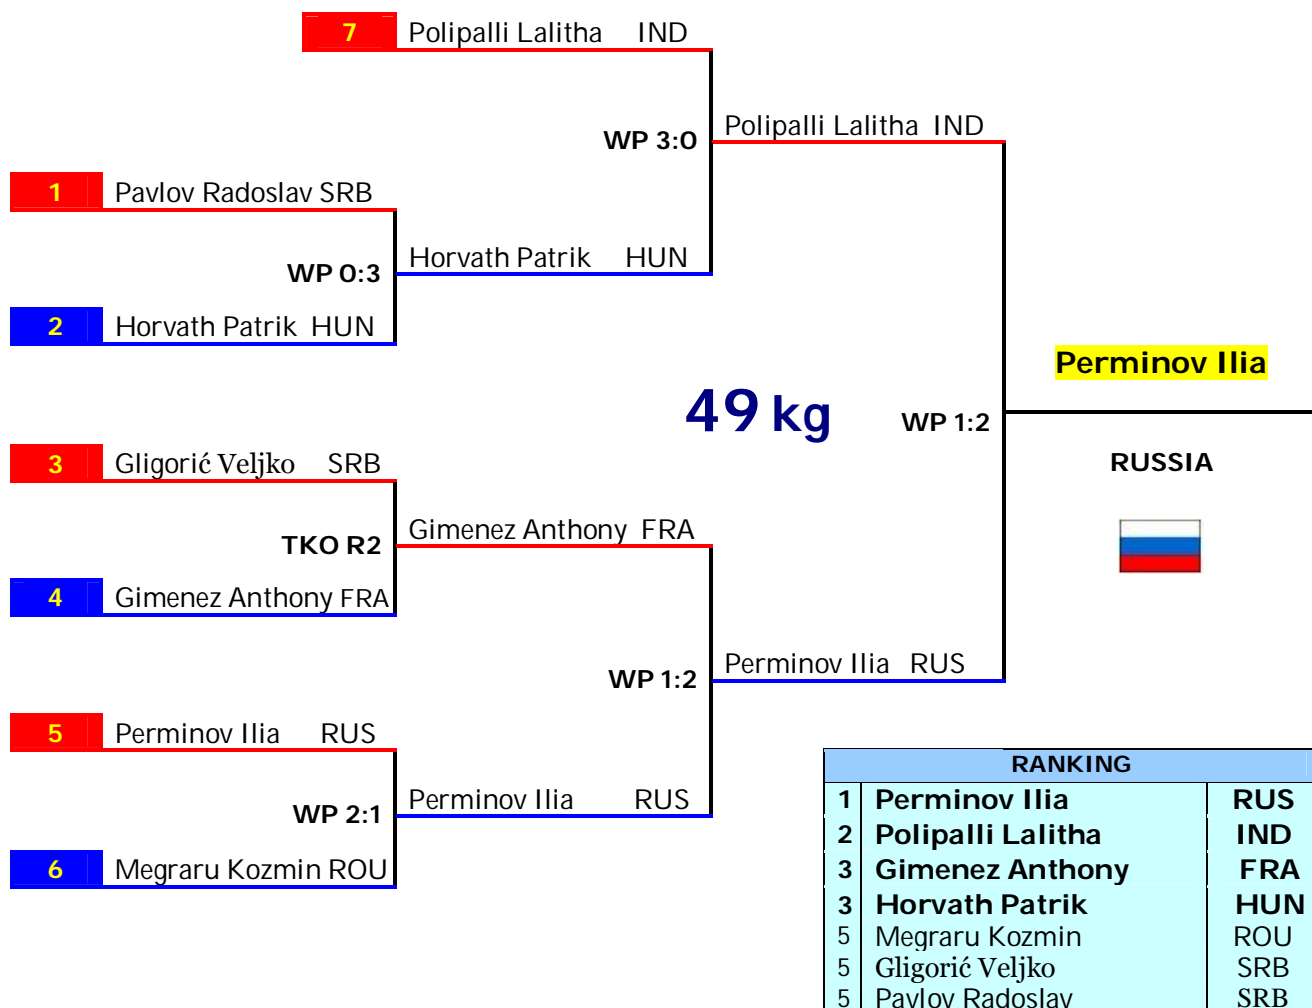 7 Polipalli Lalitha IND
WP 3:0
Polipalli Lalitha IND
1 Pavlov Radoslav SRB
WP 0:3
Horvath Patrik HUN
2 Horvath Patrik HUN
Perminov Ilia
49 kg
WP 1:2
3 Gligorić Veljko SRB
RUSSIA
TKO R2
Gimenez Anthony FRA
4 Gimenez Anthony FRA
WP 1:2
Perminov Ilia RUS
5 Perminov Ilia RUS
WP 2:1
Perminov Ilia RUS
6 Megraru Kozmin ROU
RANKING
1 Perminov Ilia RUS
2 Polipalli Lalitha IND
3 Gimenez Anthony FRA
3 Horvath Patrik HUN
5 Megraru Kozmin ROU
5 Gligorić Veljko SRB
5 Pavlov Radoslav SRB